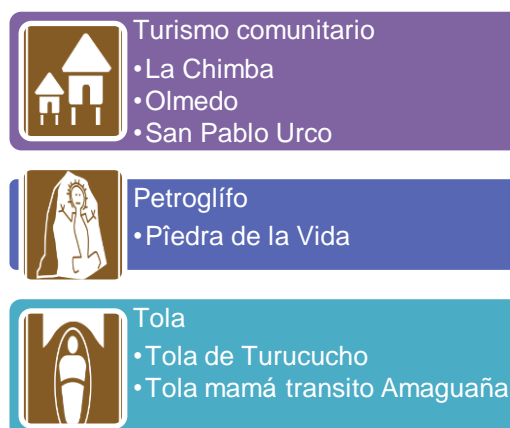 Turismo comunitario
•La Chimba
•Olmedo
•San Pablo Urco
Petroglífo
•Pîedra de la Vida
Tola
•Tola de Turucucho
•Tola mamá transito Amaguaña